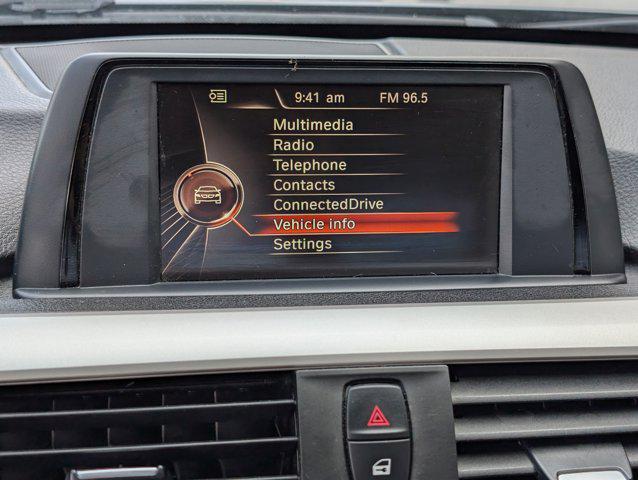 9:41 am FM 96.5
Multimedia
Radio
Telephone
Contacts
ConnectedDrive
Vehicle info
Settings